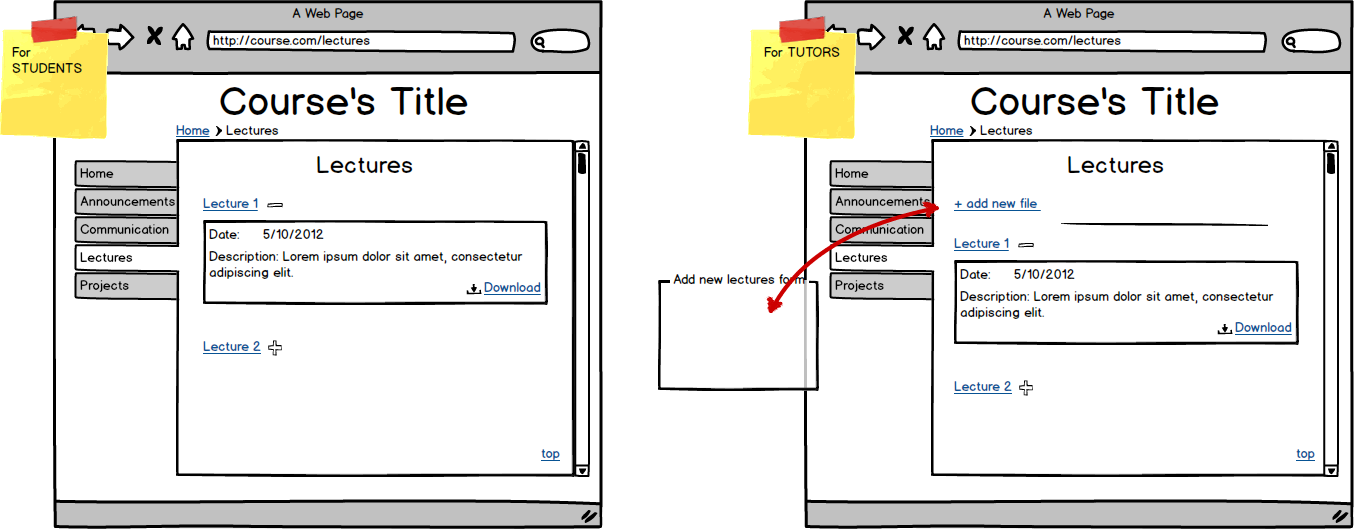 A Web Page
http://course.com/lectures
For
STUDENTS
Course's Title
Home > Lectures
Lectures
Home
Announcements
Communication
Lectures
Projects
Lecture 1
Date: 5/10/2012
Description: Lorem ipsum dolor sit amet, consectetur
adipiscing elit.
Download
Lecture 2
top
Add new lectures form
A Web Page
http://course.com/lectures
For TUTORS
Course's Title
Home > Lectures
Lectures
Home
Announcements
Communication
Lectures
Projects
+ add new file
Lecture 1
Date: 5/10/2012
Description: Lorem ipsum dolor sit amet, consectetur
adipiscing elit.
Download
Lecture 2
top